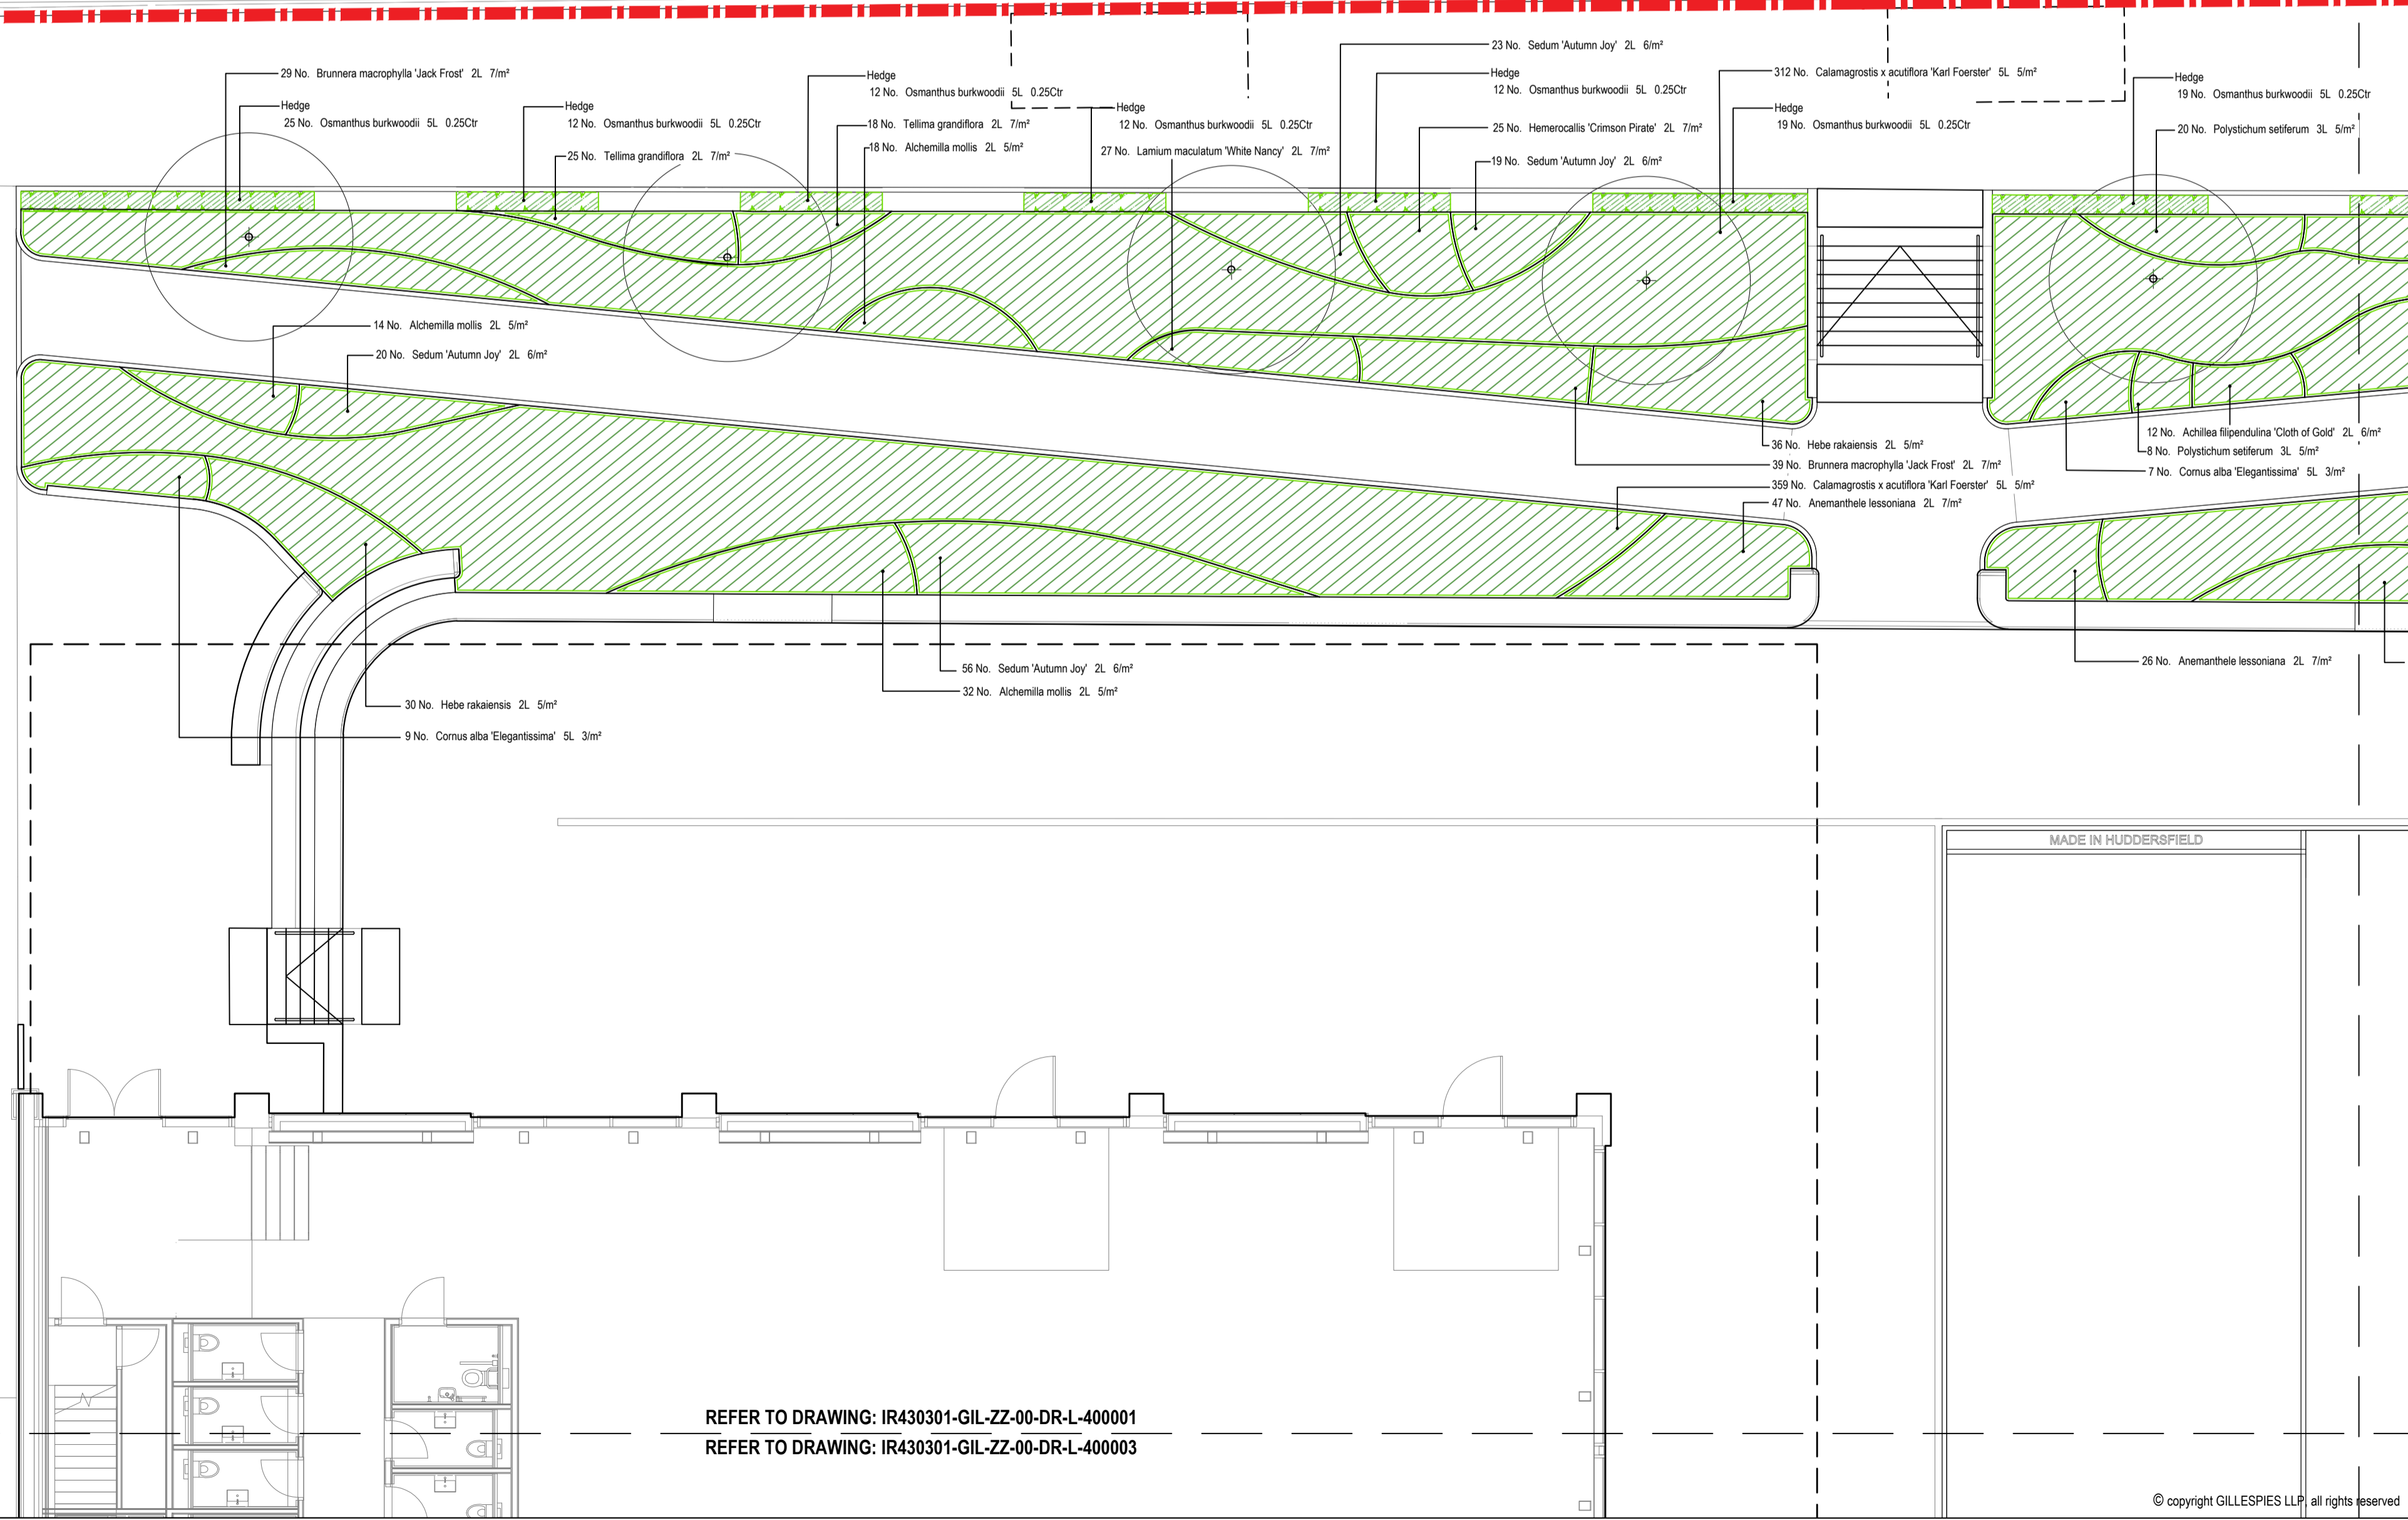 23 No.  Sedum 'Autumn Joy'  2L  6/m²
29 No.  Brunnera macrophylla 'Jack Frost'  2L  7/m²
Hedge
12 No.  Osmanthus burkwoodii  5L  0.25Ctr
Hedge
12 No.  Osmanthus burkwoodii  5L  0.25Ctr
312 No.  Calamagrostis x acutiflora 'Karl Foerster'  5L  5/m²
Hedge
19 No.  Osmanthus burkwoodii  5L  0.25Ctr
Hedge
25 No.  Osmanthus burkwoodii  5L  0.25Ctr
Hedge
12 No.  Osmanthus burkwoodii  5L  0.25Ctr
Hedge
12 No.  Osmanthus burkwoodii  5L  0.25Ctr
Hedge
19 No.  Osmanthus burkwoodii  5L  0.25Ctr
18 No.  Tellima grandiflora  2L  7/m²
25 No.  Hemerocallis 'Crimson Pirate'  2L  7/m²
20 No.  Polystichum setiferum  3L  5/m²
18 No.  Alchemilla mollis  2L  5/m²
27 No.  Lamium maculatum 'White Nancy'  2L  7/m²
25 No.  Tellima grandiflora  2L  7/m²
19 No.  Sedum 'Autumn Joy'  2L  6/m²
14 No.  Alchemilla mollis  2L  5/m²
20 No.  Sedum 'Autumn Joy'  2L  6/m²
36 No.  Hebe rakaiensis  2L  5/m²
39 No.  Brunnera macrophylla 'Jack Frost'  2L  7/m²
359 No.  Calamagrostis x acutiflora 'Karl Foerster'  5L  5/m²
47 No.  Anemanthele lessoniana  2L  7/m²
12 No.  Achillea filipendulina 'Cloth of Gold'  2L  6/m²
8 No.  Polystichum setiferum  3L  5/m²
7 No.  Cornus alba 'Elegantissima'  5L  3/m²
56 No.  Sedum 'Autumn Joy'  2L  6/m²
32 No.  Alchemilla mollis  2L  5/m²
26 No.  Anemanthele lessoniana  2L  7/m²
30 No.  Hebe rakaiensis  2L  5/m²
9 No.  Cornus alba 'Elegantissima'  5L  3/m²
MADE IN HUDDERSFIELD
REFER TO DRAWING: IR430301-GIL-ZZ-00-DR-L-400001
REFER TO DRAWING: IR430301-GIL-ZZ-00-DR-L-400003
© copyright GILLESPIES LLP, all rights reserved